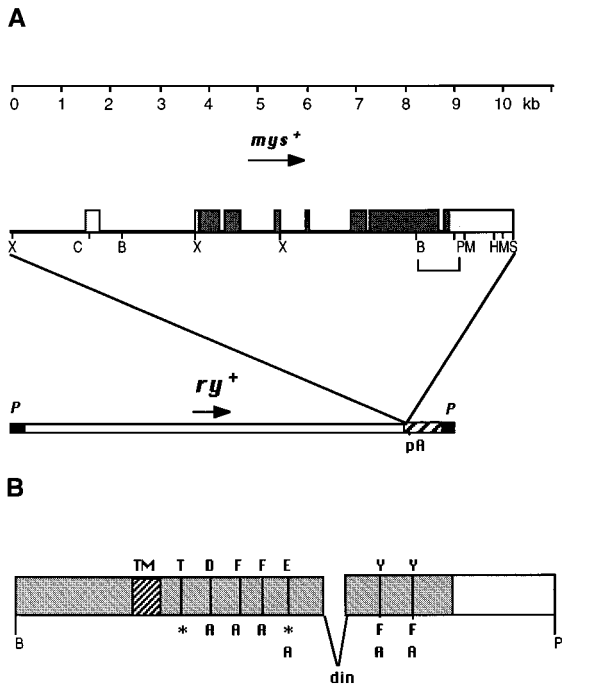 A
0 1 2 3 4 5 6 7 8 9 10 kb
mys+
X C B X X B PM HMS
ry+
P P
pA
B
TM T D F F E Y Y
* A A A * F F
A A A
B P
din